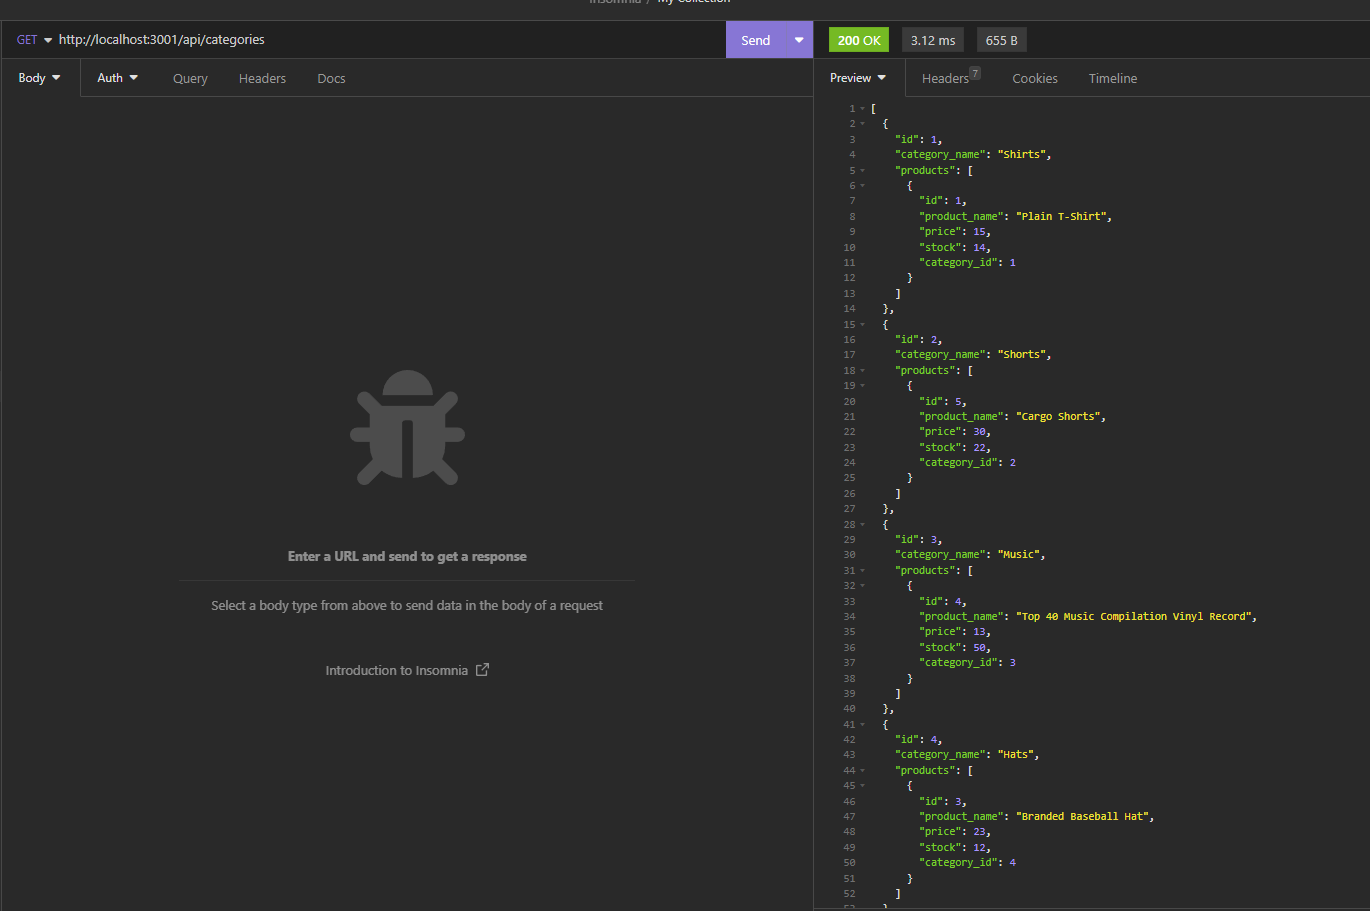 Insomnia / My Collection
GET http://localhost:3001/api/categories
Send
200 OK 3.12 ms 655 B
Body Auth Query Headers Docs
Preview Headers 7 Cookies Timeline
Enter a URL and send to get a response
Select a body type from above to send data in the body of a request
Introduction to Insomnia
1 [
2 {
3 "id": 1,
4 "category_name": "Shirts",
5 "products": [
6 {
7 "id": 1,
8 "product_name": "Plain T-Shirt",
9 "price": 15,
10 "stock": 14,
11 "category_id": 1
12 }
13 ]
14 },
15 {
16 "id": 2,
17 "category_name": "Shorts",
18 "products": [
19 {
20 "id": 5,
21 "product_name": "Cargo Shorts",
22 "price": 30,
23 "stock": 22,
24 "category_id": 2
25 }
26 ]
27 },
28 {
29 "id": 3,
30 "category_name": "Music",
31 "products": [
32 {
33 "id": 4,
34 "product_name": "Top 40 Music Compilation Vinyl Record",
35 "price": 13,
36 "stock": 50,
37 "category_id": 3
38 }
39 ]
40 },
41 {
42 "id": 4,
43 "category_name": "Hats",
44 "products": [
45 {
46 "id": 3,
47 "product_name": "Branded Baseball Hat",
48 "price": 23,
49 "stock": 12,
50 "category_id": 4
51 }
52 ]